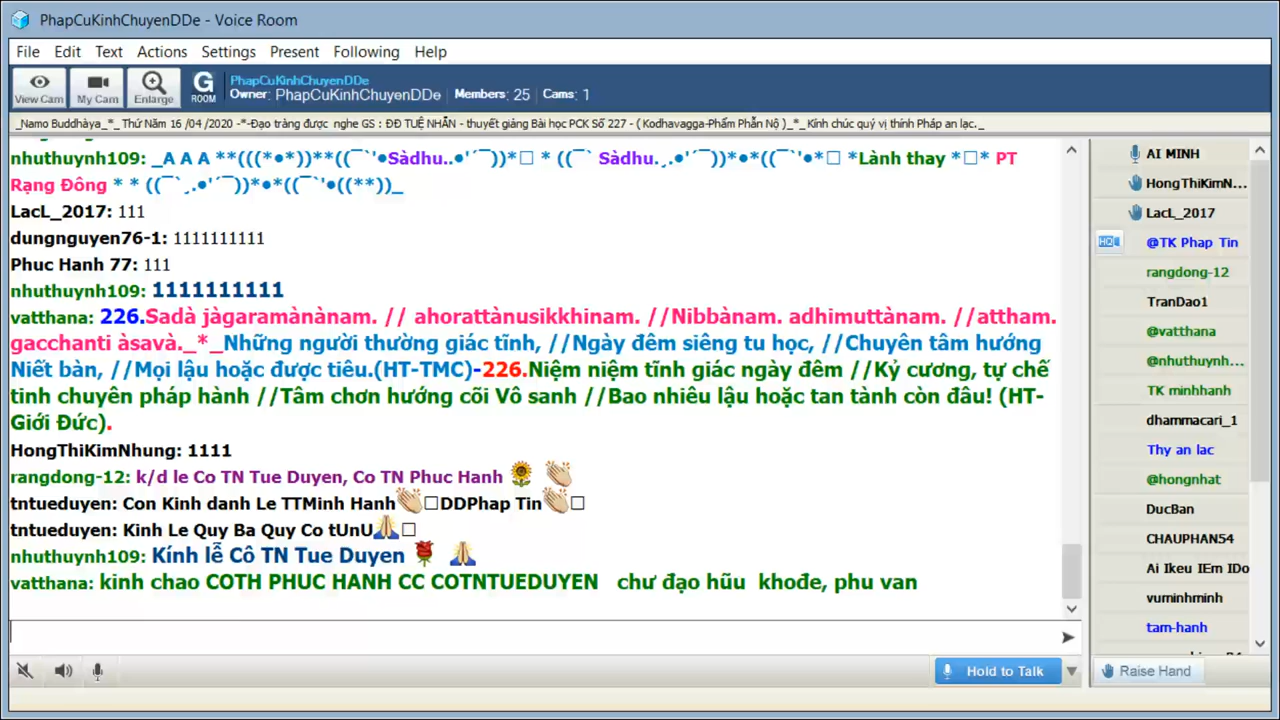 PhapCuKinhChuyenDDe - Voice Room
File Edit Text Actions Settings Present Following Help
View Cam My Cam Enlarge G ROOM
PhapCuKinhChuyenDDe
Owner: PhapCuKinhChuyenDDe Members: 25 Cams: 1
_Namo Buddhàya_*_ Thứ Năm 16 /04 /2020 -*-Đạo tràng được nghe GS : ĐĐ TUỆ NHẪN - thuyết giảng Bài học PCK Số 227 - ( Kodhavagga-Phẩm Phẫn Nộ )_*_ Kính chúc quý vị thính Pháp an lạc._
nhuthuynh109: _A A A **(((*●*))**((¯`'●Sàdhu..●'´¯))*□ * ((¯` Sàdhu.¸.●'´¯))*●*((¯`'●*□ *Lành thay *□* PT
Rạng Đông * * ((¯`¸.●'´¯))*●*((¯`'●((**))_
LacL_2017: 111
dungnguyen76-1: 1111111111
Phuc Hanh 77: 111
nhuthuynh109: 1111111111
vatthana: 226.Sadà jàgaramànànam. // ahorattànusikkhinam. //Nibbànam. adhimuttànam. //attham.
gacchanti àsavà._*_Những người thường giác tĩnh, //Ngày đêm siêng tu học, //Chuyên tâm hướng
Niết bàn, //Mọi lậu hoặc được tiêu.(HT-TMC)-226.Niệm niệm tĩnh giác ngày đêm //Kỷ cương, tự chế
tinh chuyên pháp hành //Tâm chơn hướng cõi Vô sanh //Bao nhiêu lậu hoặc tan tành còn đâu! (HT-
Giới Đức).
HongThiKimNhung: 1111
rangdong-12: k/d le Co TN Tue Duyen, Co TN Phuc Hanh
tntueduyen: Con Kinh danh Le TTMinh Hanh □DDPhap Tin □
tntueduyen: Kinh Le Quy Ba Quy Co tUnU □
nhuthuynh109: Kính lễ Cô TN Tue Duyen
vatthana: kinh chao COTH PHUC HANH CC COTNTUEDUYEN chư đạo hũu khođe, phu van
Hold to Talk
AI MINH
HongThiKimN...
LacL_2017
HQ @TK Phap Tin
rangdong-12
TranDao1
@vatthana
@nhuthuynh...
TK minhhanh
dhammacari_1
Thy an lac
@hongnhat
DucBan
CHAUPHAN54
Ai Ikeu IEm IDo
vuminhminh
tam-hanh
Raise Hand